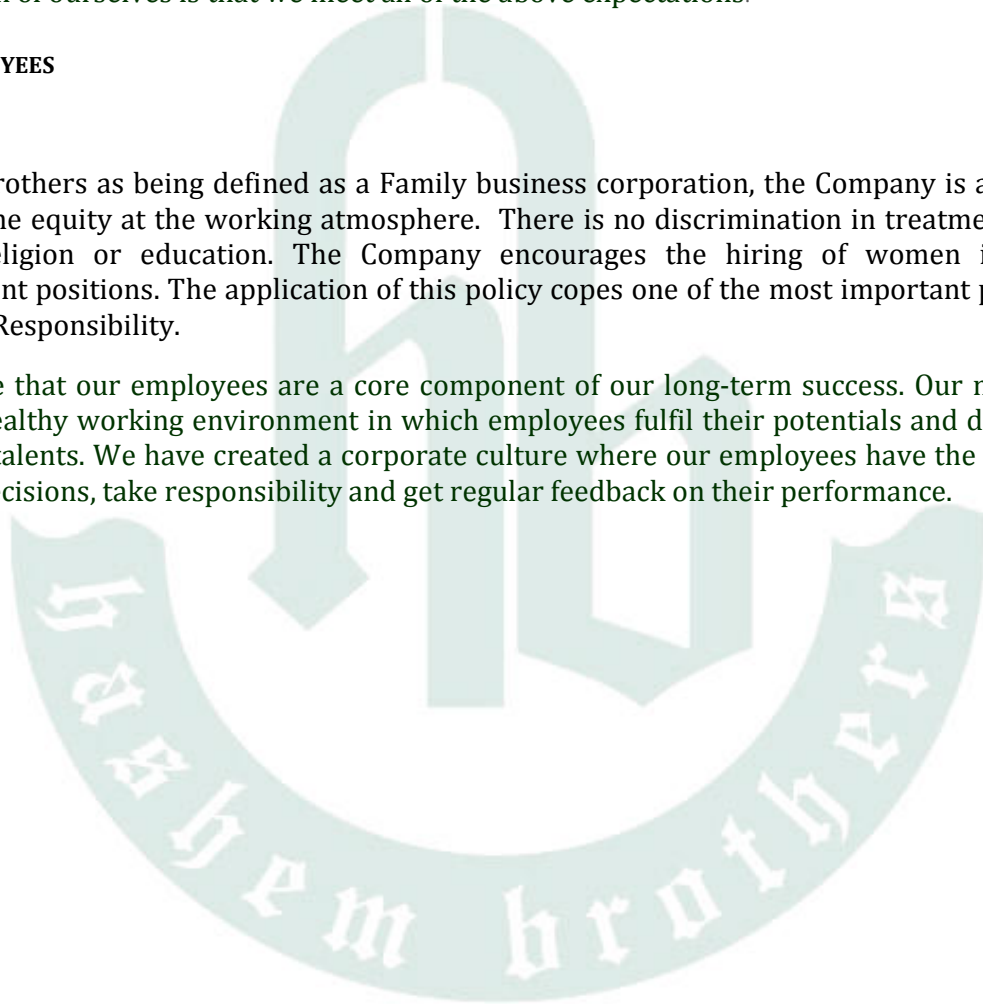 of ourselves is that we meet all of the above expectations.
YEES
rothers as being defined as a Family business corporation, the Company is a
ne equity at the working atmosphere. There is no discrimination in treatme
eligion or education. The Company encourages the hiring of women i
nt positions. The application of this policy copes one of the most important p
Responsibility.
e that our employees are a core component of our long-term success. Our m
ealthy working environment in which employees fulfil their potentials and d
talents. We have created a corporate culture where our employees have the
ecisions, take responsibility and get regular feedback on their performance.
hb
hashem brothers